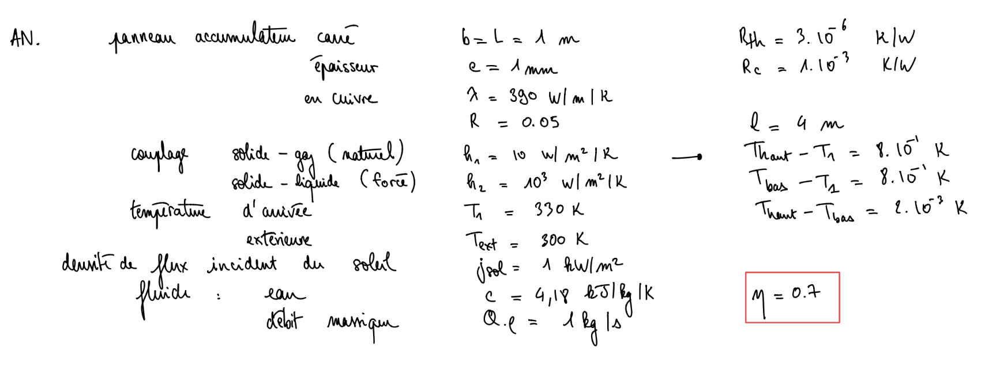 AN. panneau accumulateur carré b = L = 1 m Rth = 3.10⁻⁶ K/W
épaisseur e = 1 mm Rc = 1.10⁻³ K/W
en cuivre λ = 390 W/m/K
R = 0.05 l = 4 m
couplage solide - gaz (naturel) h₁ = 10 W/m²/K → Thaut - T₁ = 8.10⁻¹ K
solide - liquide (forcé) h₂ = 10³ W/m²/K Tbas - T₁ = 8.10⁻¹ K
température d'arrivée T₁ = 330 K Thaut - Tbas = 2.10⁻³ K
extérieure Text = 300 K
densité de flux incident du soleil jsol = 1 kW/m²
fluide : eau c = 4,18 kJ/kg/K η = 0.7
débit massique Q.ρ = 1 kg/s